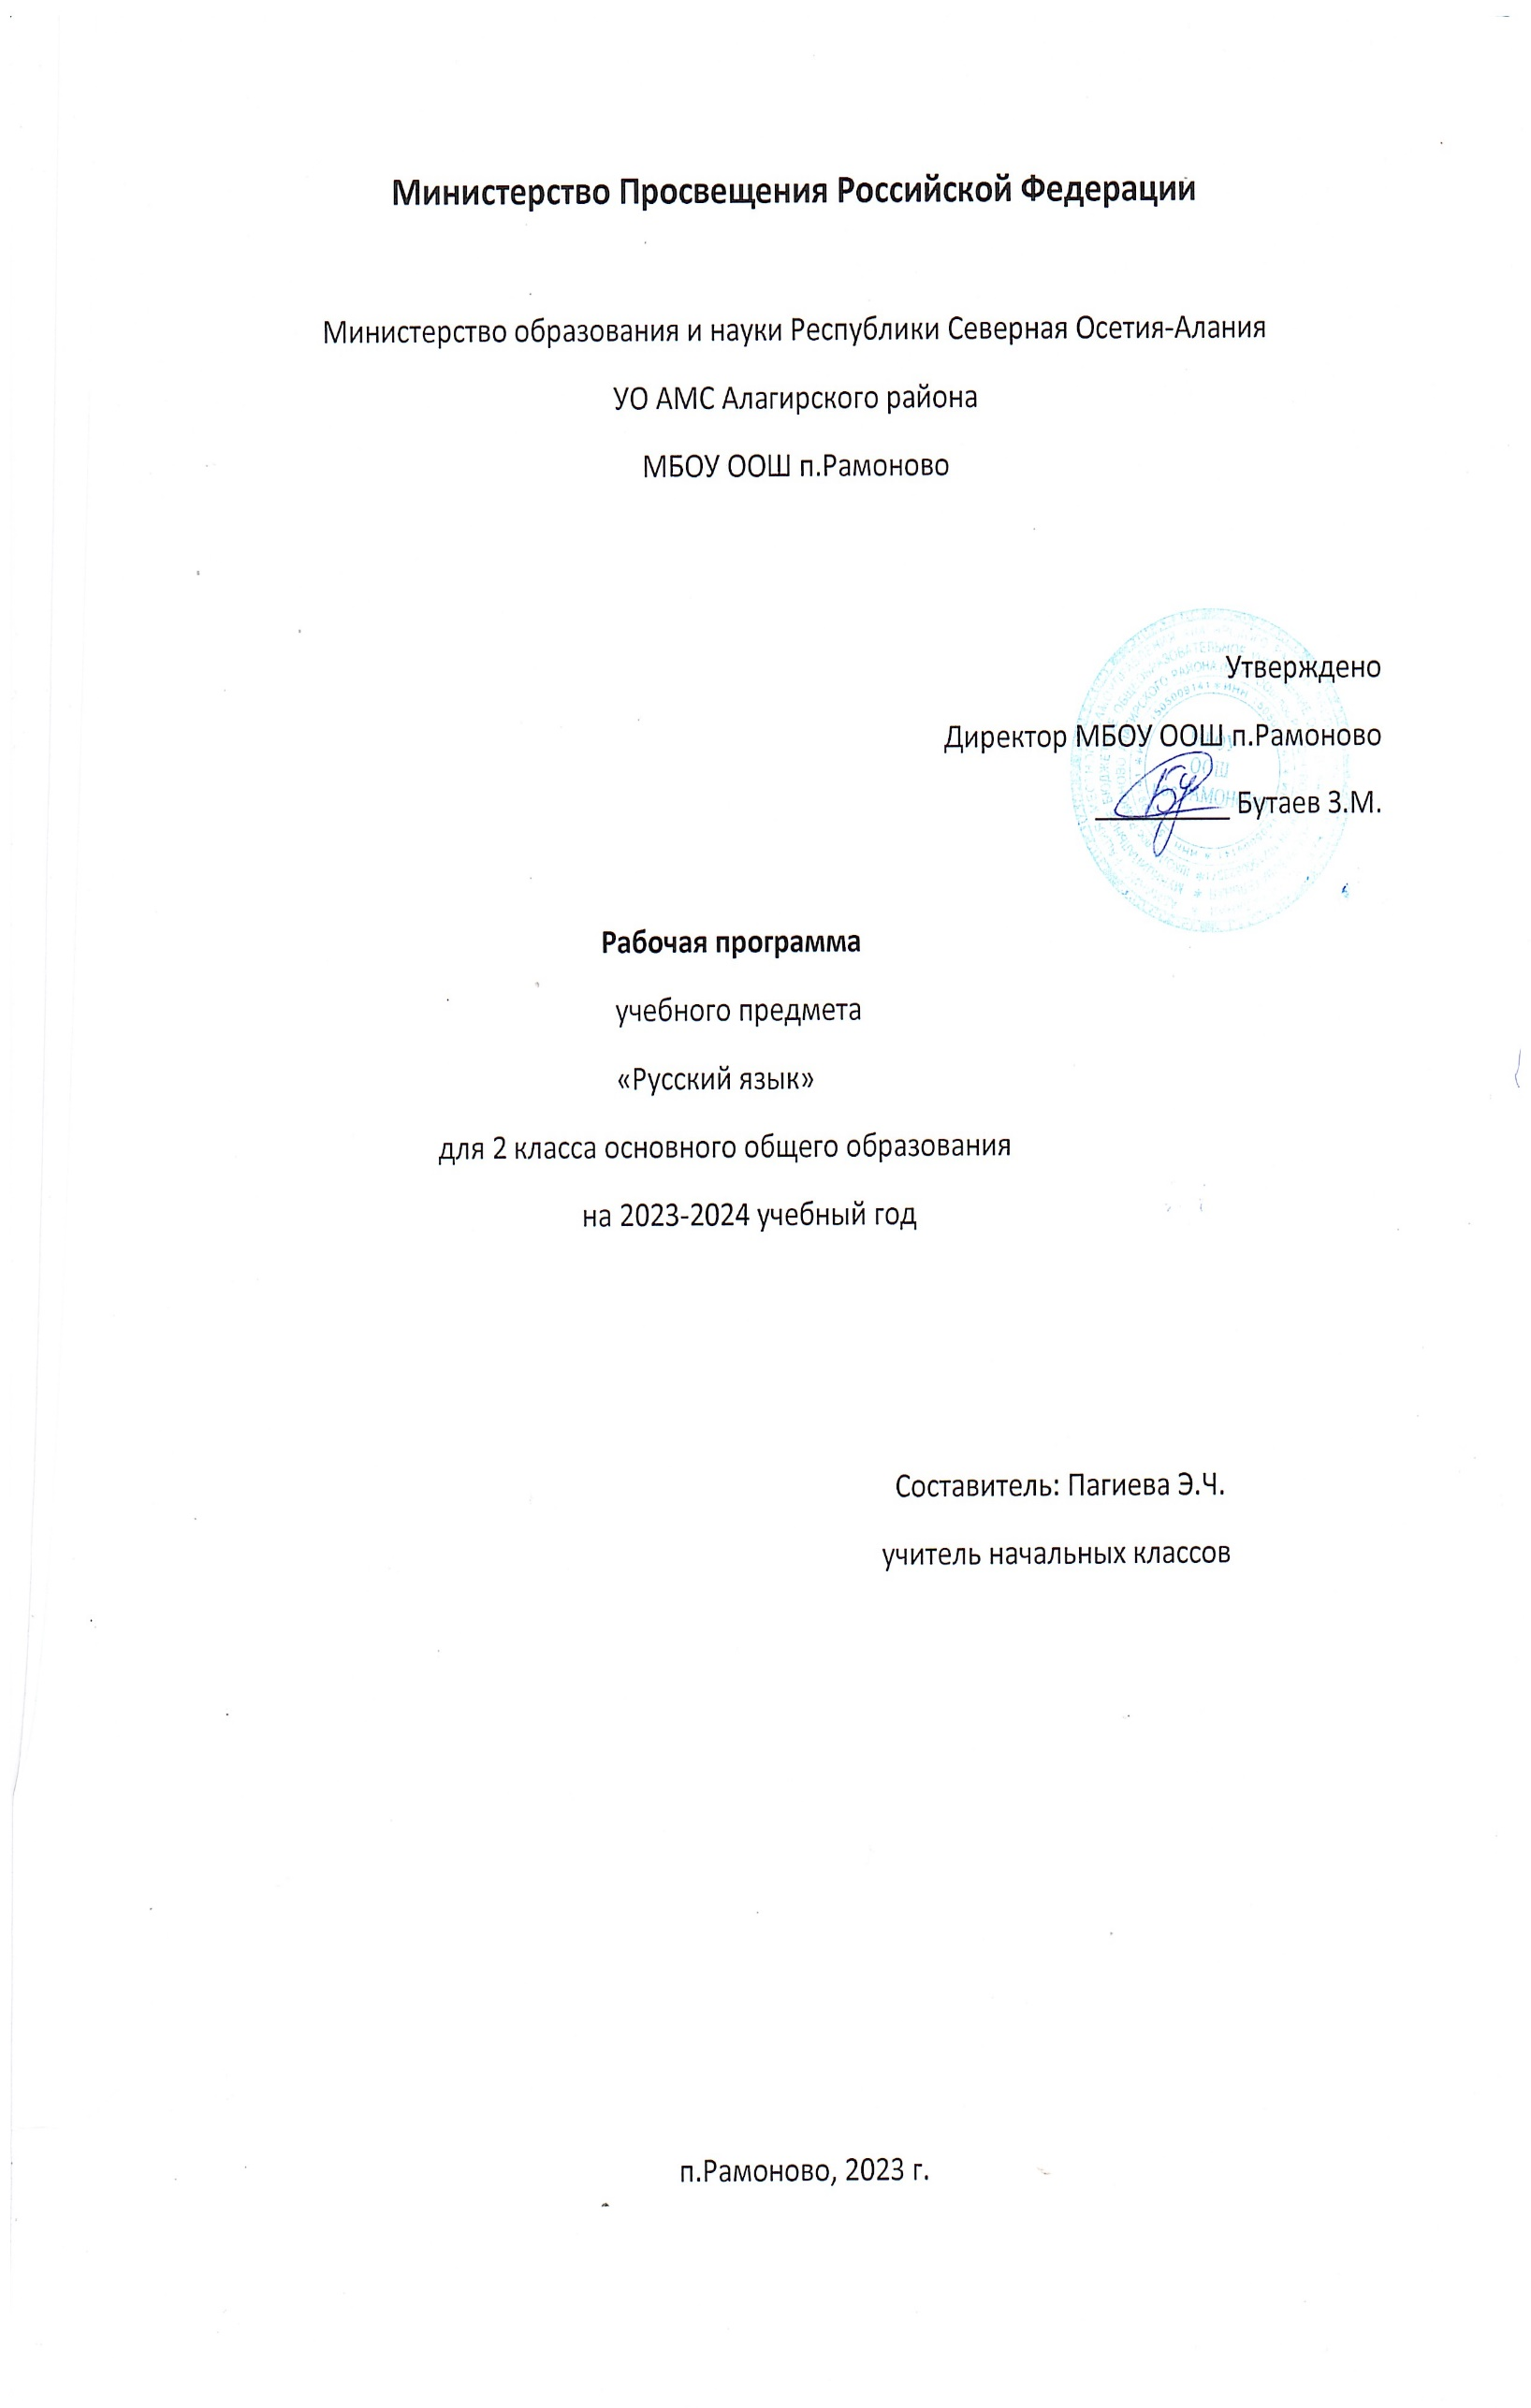 Министерство Просвещения Российской Федерации
Министерство образования и науки Республики Северная Осетия-Алания
УО АМС Алагирского района
МБОУ ООШ п.Рамоново
Утверждено
Директор МБОУ ООШ п.Рамоново
Бутаев З.М.
Рабочая программа
учебного предмета
«Русский язык»
для 2 класса основного общего образования
на 2023-2024 учебный год
Составитель: Пагиева Э.Ч.
учитель начальных классов
п.Рамоново, 2023 г.